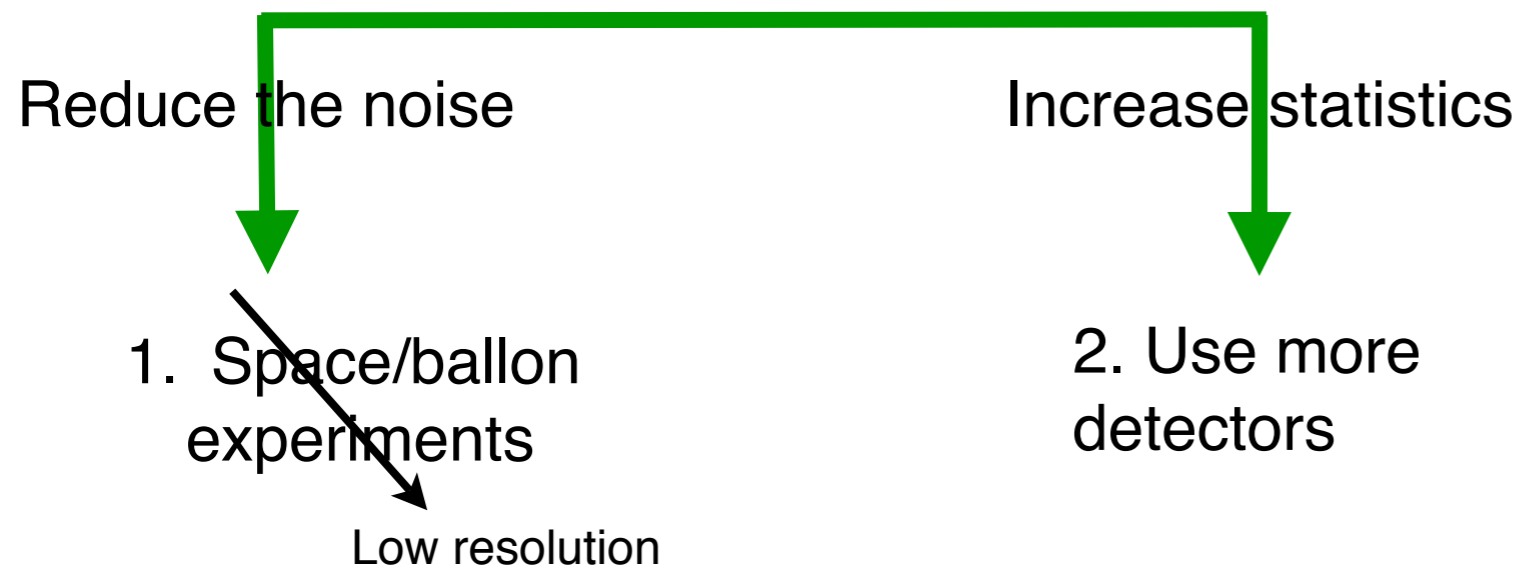 Reduce the noise
Increase statistics
1. Space/ballon
experiments
2. Use more
detectors
Low resolution